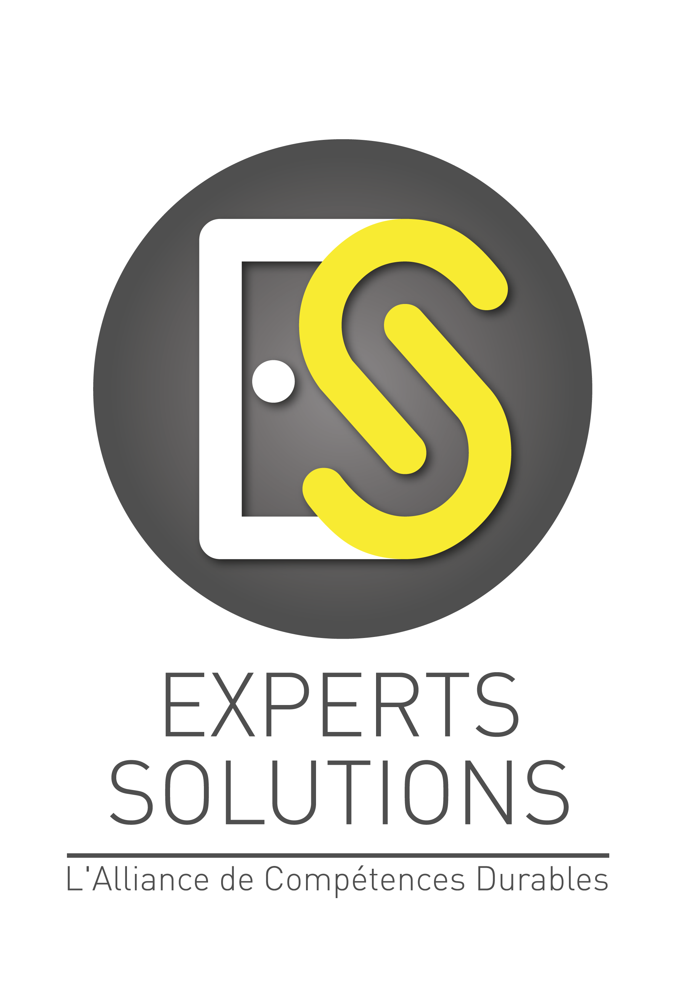 EXPERTS
SOLUTIONS
L'Alliance de Compétences Durables